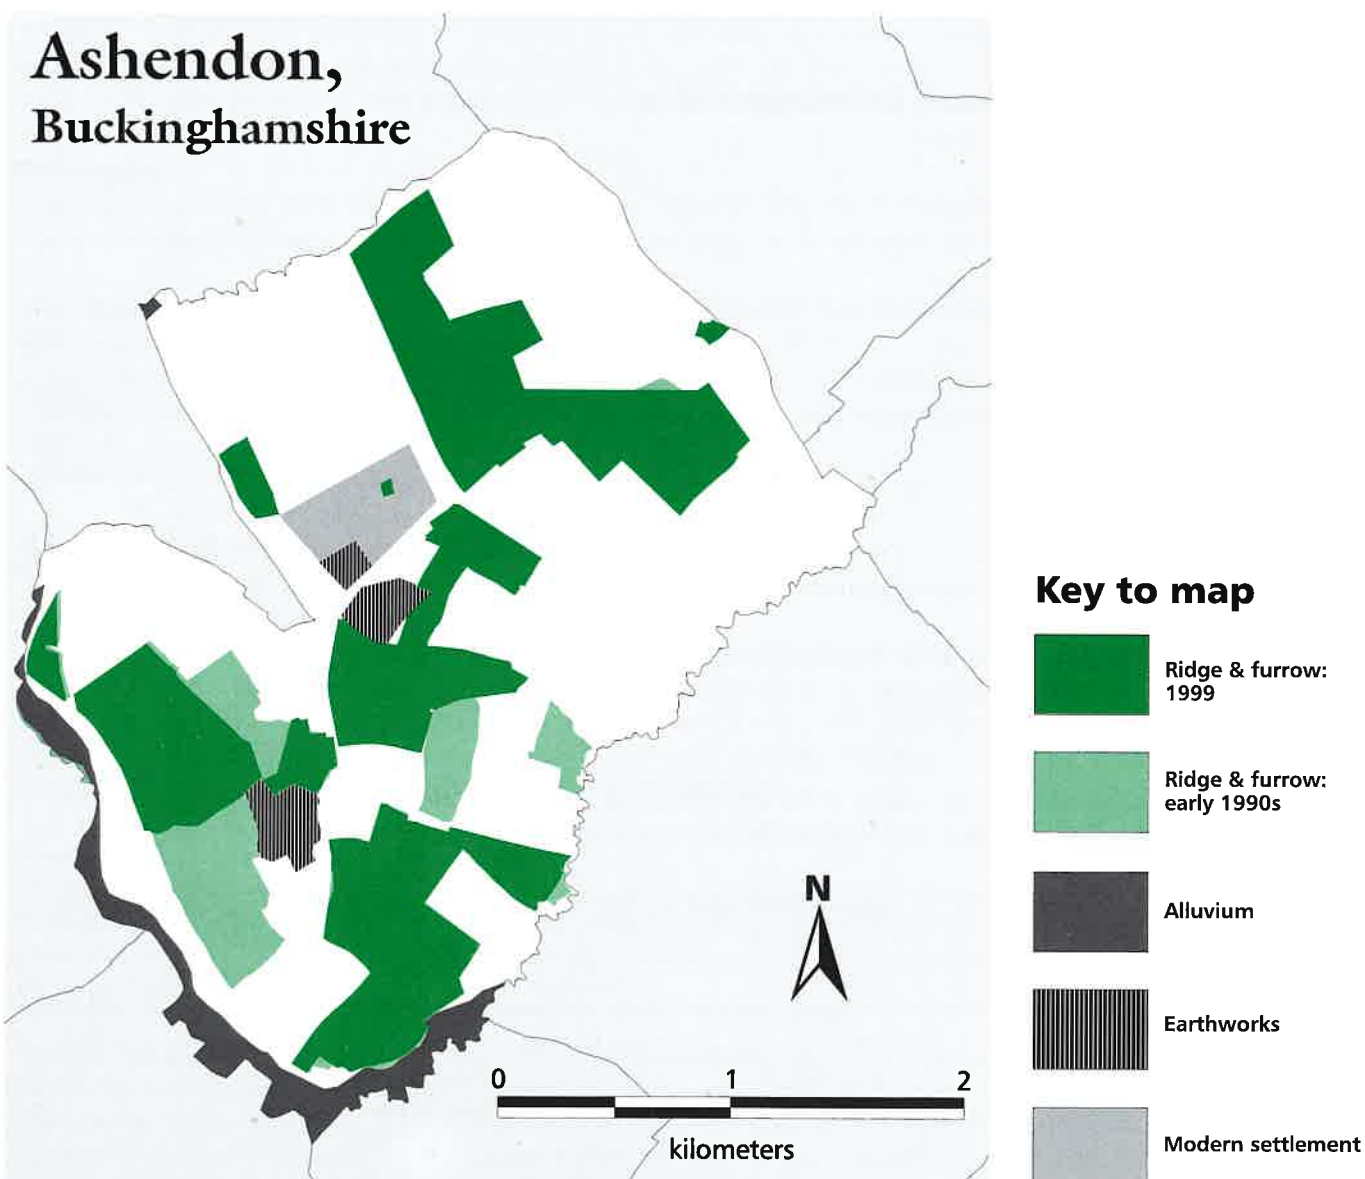 Ashendon,
Buckinghamshire
Key to map
Ridge & furrow:
1999
Ridge & furrow:
early 1990s
Alluvium
Earthworks
Modern settlement
N
0 1 2
kilometers